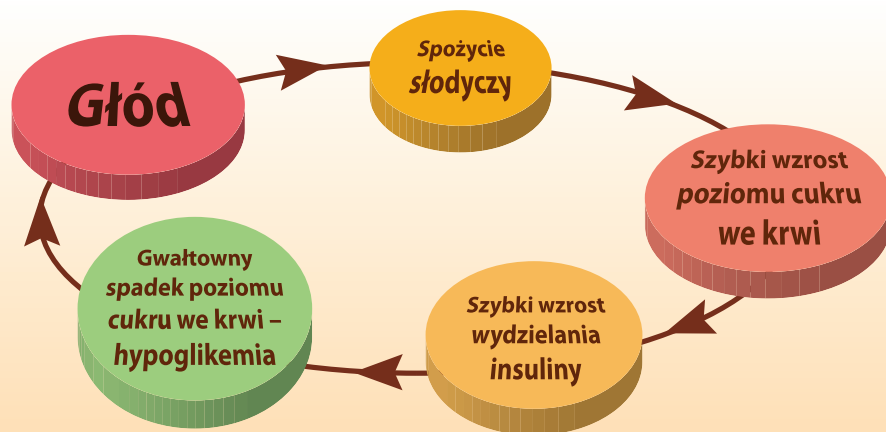 Głód
Spożycie
słodyczy
Szybki wzrost
poziomu cukru
we krwi
Szybki wzrost
wydzielania
insuliny
Gwałtowny
spadek poziomu
cukru we krwi –
hypoglikemia